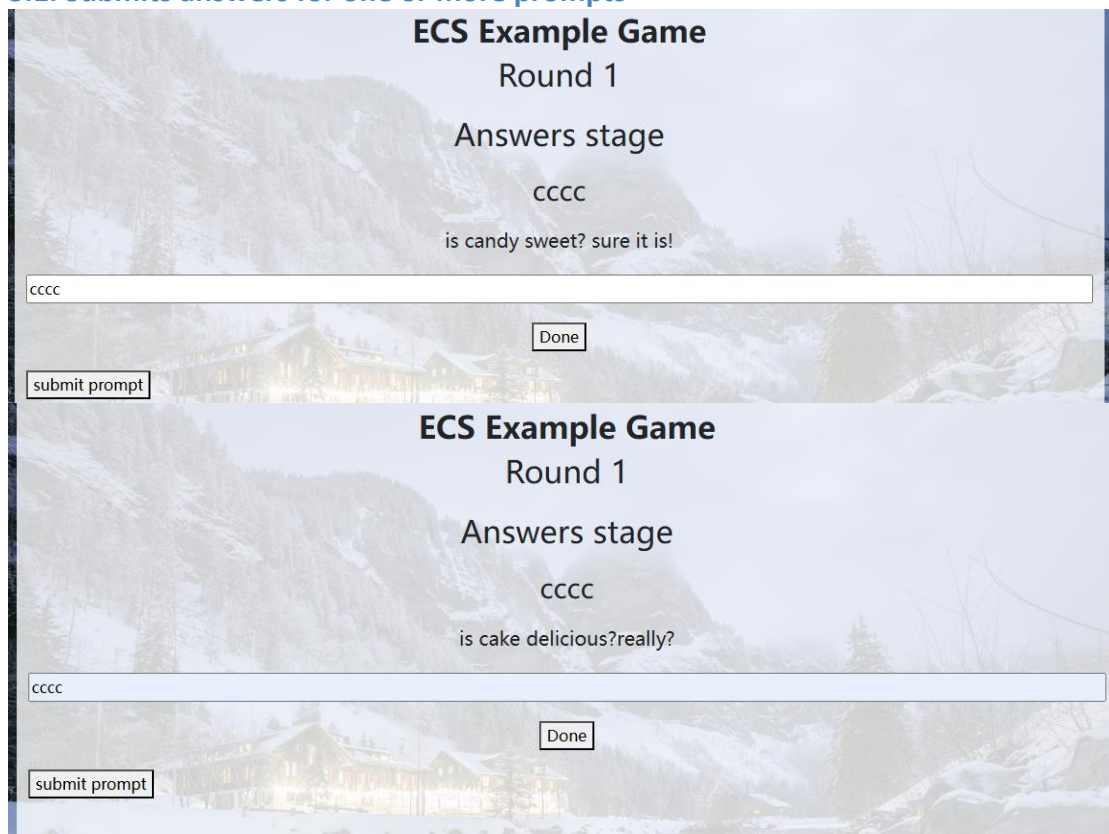 ECS Example Game
Round 1
Answers stage
cccc
is candy sweet? sure it is!
cccc
Done
submit prompt
ECS Example Game
Round 1
Answers stage
cccc
is cake delicious?really?
cccc
Done
submit prompt